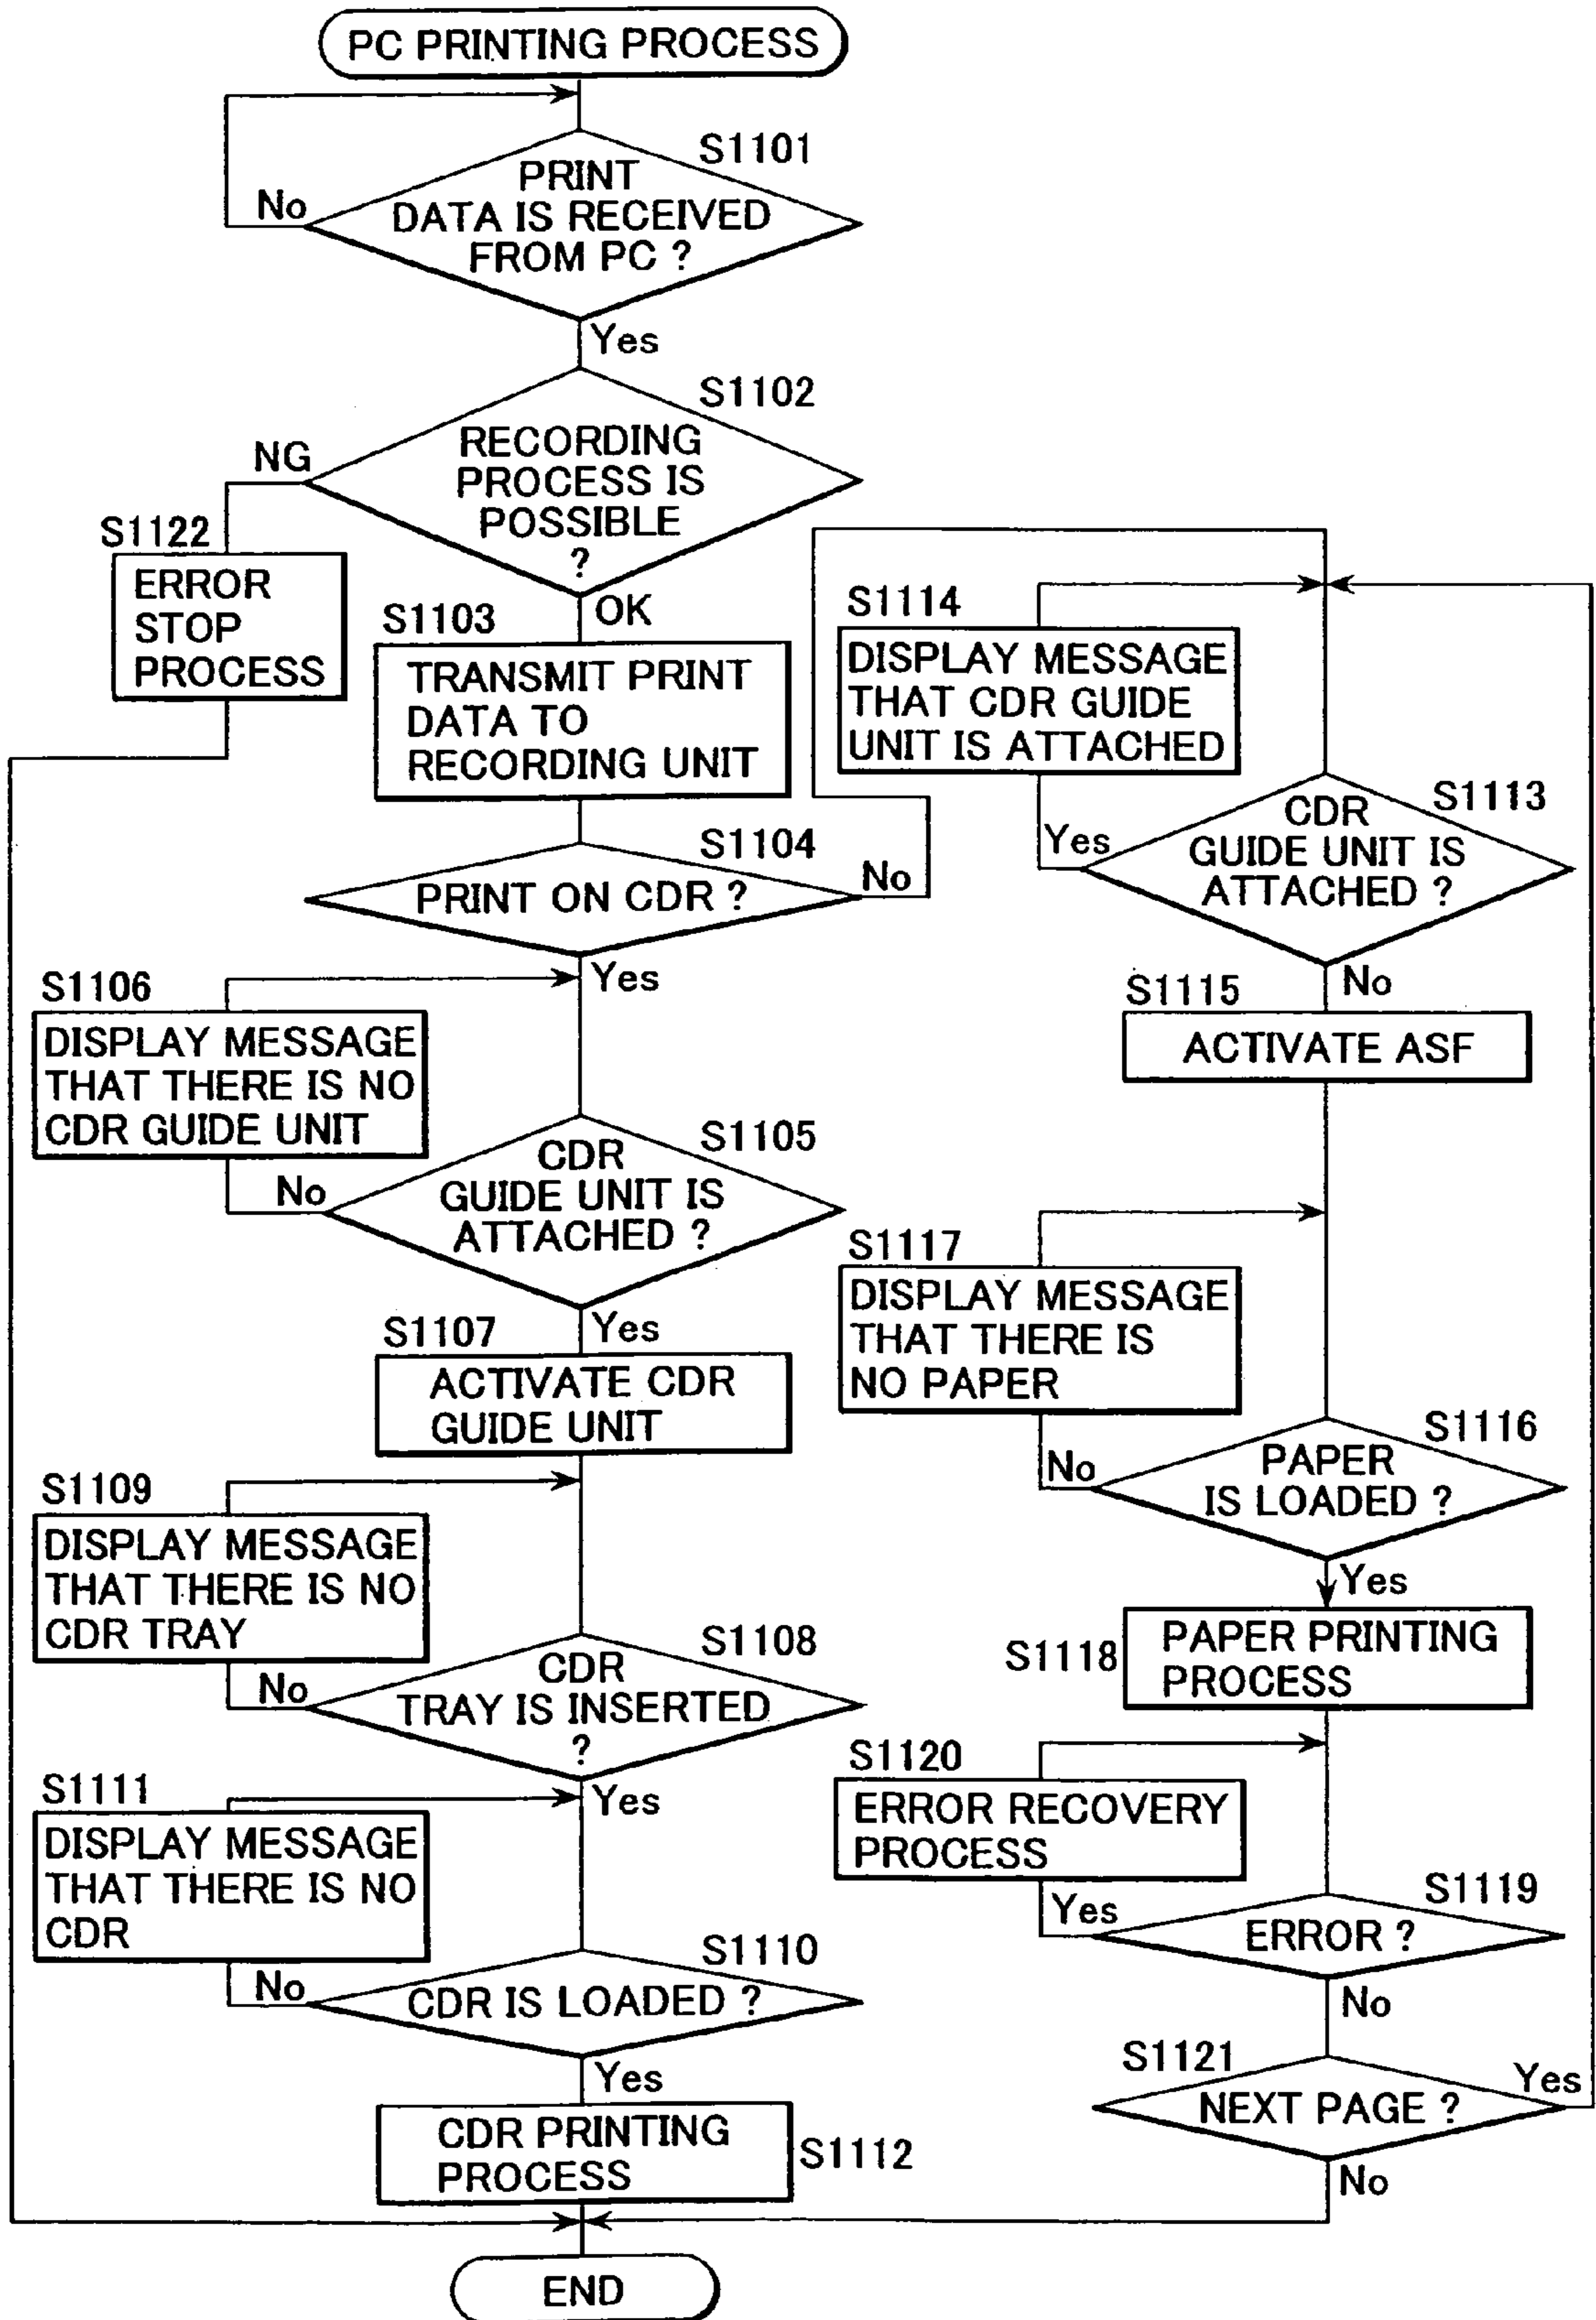 PC PRINTING PROCESS
S1101
PRINT
DATA IS RECEIVED
FROM PC ?
No
Yes
S1102
RECORDING
PROCESS IS
POSSIBLE
?
NG
OK
S1122
ERROR
STOP
PROCESS
S1103
TRANSMIT PRINT
DATA TO
RECORDING UNIT
S1104
PRINT ON CDR ?
No
Yes
S1106
DISPLAY MESSAGE
THAT THERE IS NO
CDR GUIDE UNIT
S1105
CDR
GUIDE UNIT IS
ATTACHED ?
No
Yes
S1107
ACTIVATE CDR
GUIDE UNIT
S1109
DISPLAY MESSAGE
THAT THERE IS NO
CDR TRAY
S1108
CDR
TRAY IS INSERTED
?
No
Yes
S1111
DISPLAY MESSAGE
THAT THERE IS NO
CDR
S1110
CDR IS LOADED ?
No
Yes
CDR PRINTING
PROCESS
S1112
END
S1114
DISPLAY MESSAGE
THAT CDR GUIDE
UNIT IS ATTACHED
S1113
CDR
GUIDE UNIT IS
ATTACHED ?
Yes
No
S1115
ACTIVATE ASF
S1117
DISPLAY MESSAGE
THAT THERE IS
NO PAPER
S1116
PAPER
IS LOADED ?
No
Yes
S1118
PAPER PRINTING
PROCESS
S1120
ERROR RECOVERY
PROCESS
S1119
ERROR ?
Yes
No
S1121
NEXT PAGE ?
Yes
No